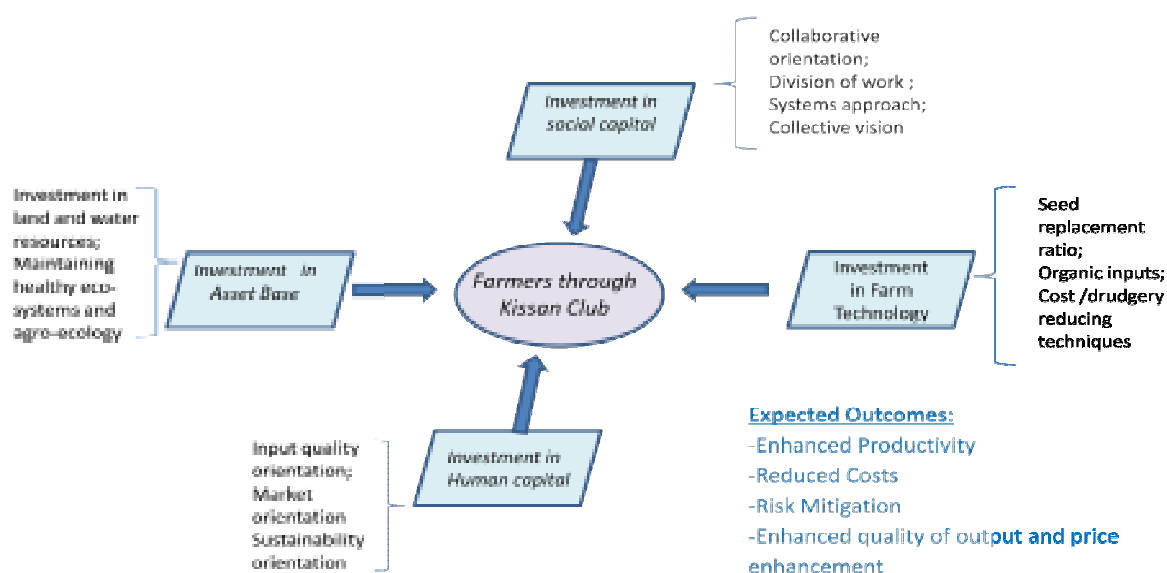 Collaborative
orientation;
Division of work ;
Systems approach;
Collective vision
Investment in
social capital
Investment in
land and water
resources;
Maintaining
healthy eco-
systems and
agro-ecology
Investment in
Asset Base
Farmers through
Kissan Club
Investment
in Farm
Technology
Seed
replacement
ratio;
Organic inputs;
Cost /drudgery
reducing
techniques
Input quality
orientation;
Market
orientation
Sustainability
orientation
Investment in
Human capital
Expected Outcomes:
-Enhanced Productivity
-Reduced Costs
-Risk Mitigation
-Enhanced quality of output and price
enhancement